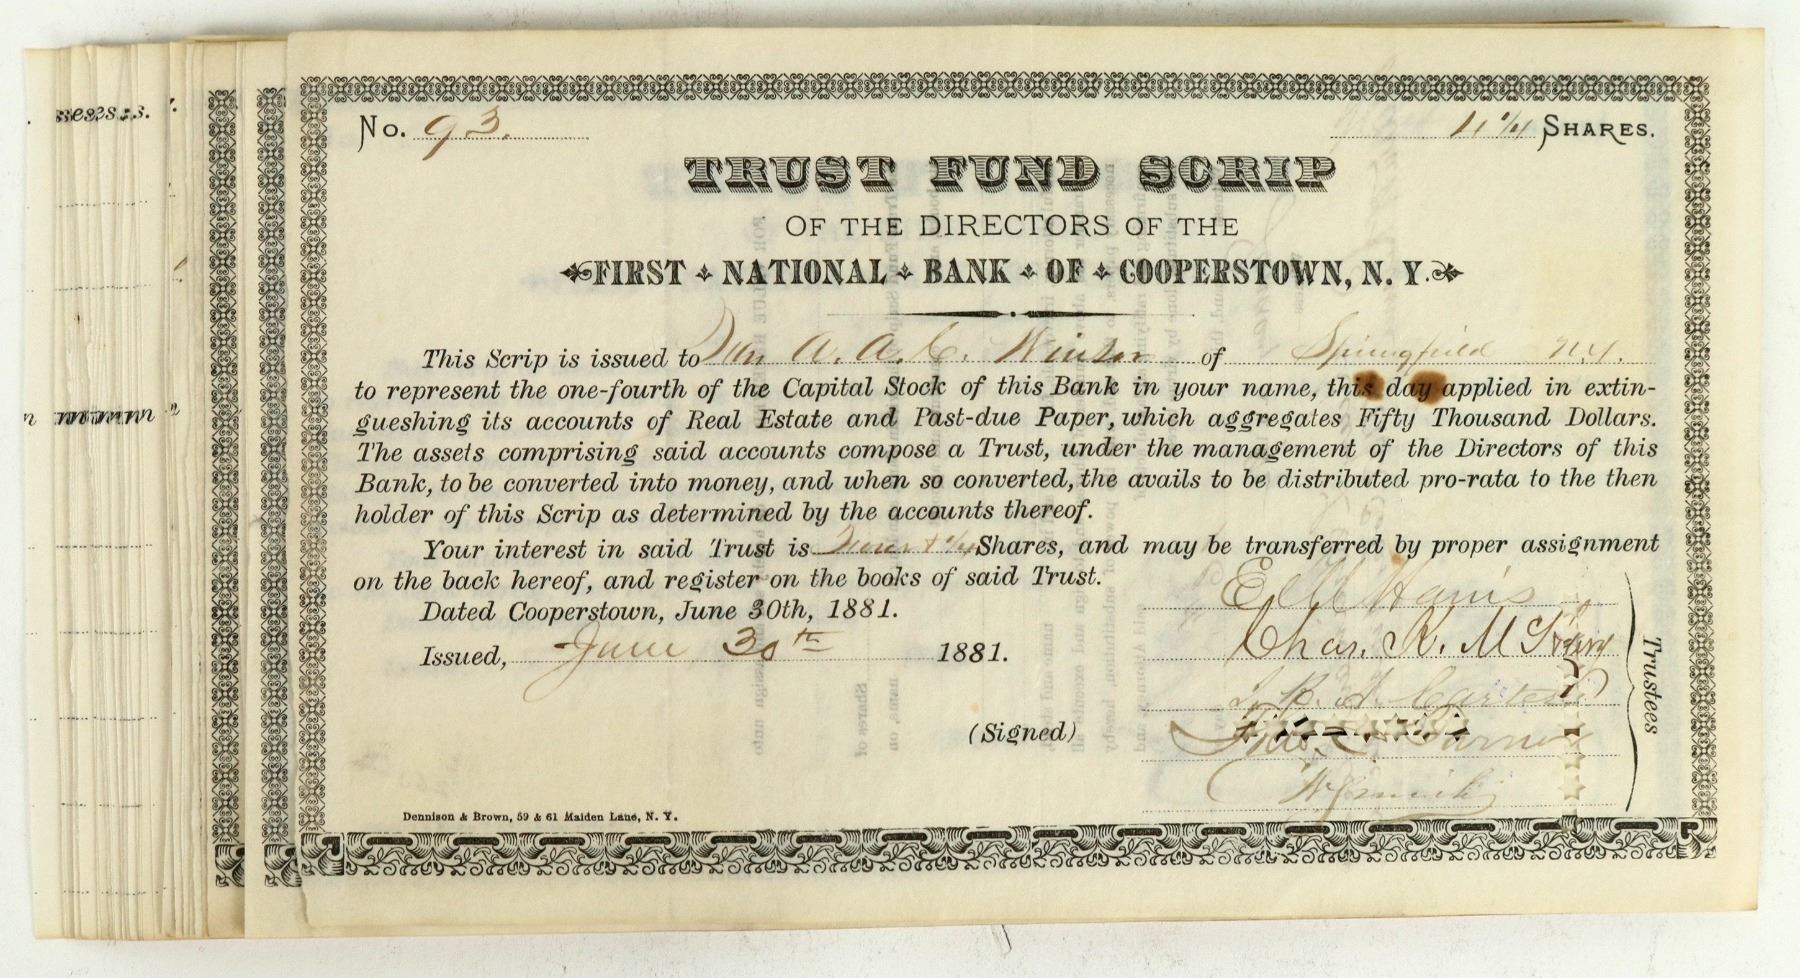 No. 93. 11 1/4 SHARES.
TRUST FUND SCRIP
OF THE DIRECTORS OF THE
FIRST NATIONAL BANK OF COOPERSTOWN, N. Y.
This Scrip is issued to A. A. C. Winsor of Springfield N.Y.
to represent the one-fourth of the Capital Stock of this Bank in your name, this day applied in extin-
gueshing its accounts of Real Estate and Past-due Paper, which aggregates Fifty Thousand Dollars.
The assets comprising said accounts compose a Trust, under the management of the Directors of this
Bank, to be converted into money, and when so converted, the avails to be distributed pro-rata to the then
holder of this Scrip as determined by the accounts thereof.
Your interest in said Trust is Shares, and may be transferred by proper assignment
on the back hereof, and register on the books of said Trust.
Dated Cooperstown, June 30th, 1881.
Issued, June 30th 1881.
(Signed)
E. M. Harris
Chas. R.
Trustees
Dennison & Brown, 59 & 61 Maiden Lane, N. Y.